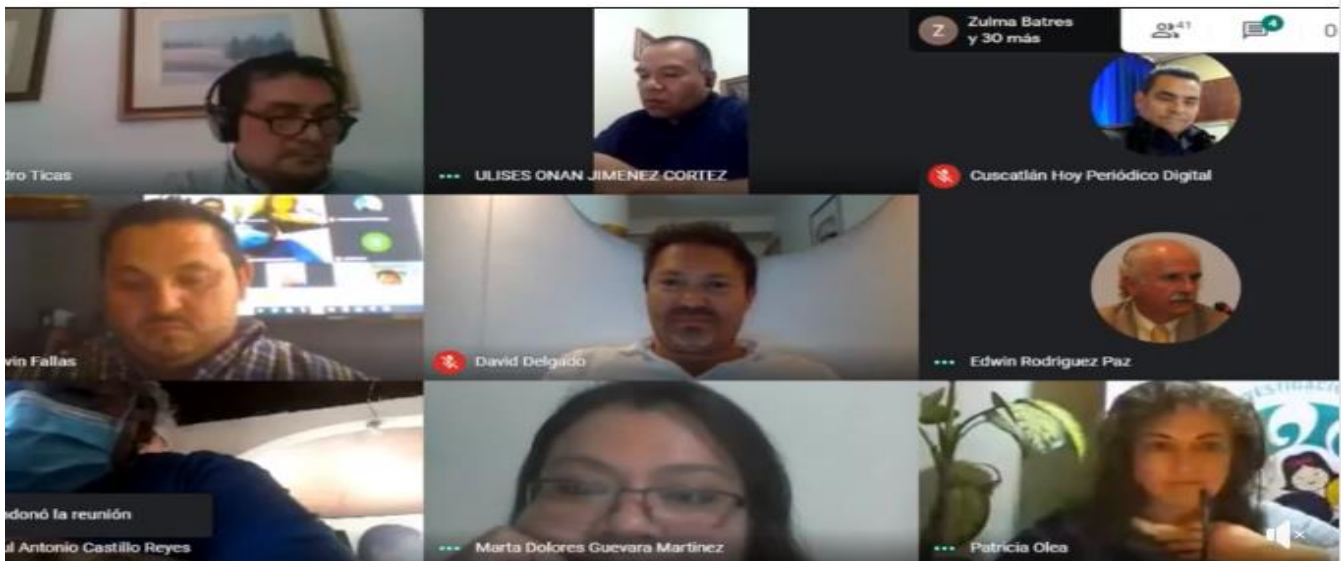 Z
Zulma Batres
y 30 más
41
4
dro Ticas
ULISES ONAN JIMENEZ CORTEZ
Cuscatlán Hoy Periódico Digital
vin Fallas
David Delgado
Edwin Rodriguez Paz
donó la reunión
ul Antonio Castillo Reyes
Marta Dolores Guevara Martinez
Patricia Olea